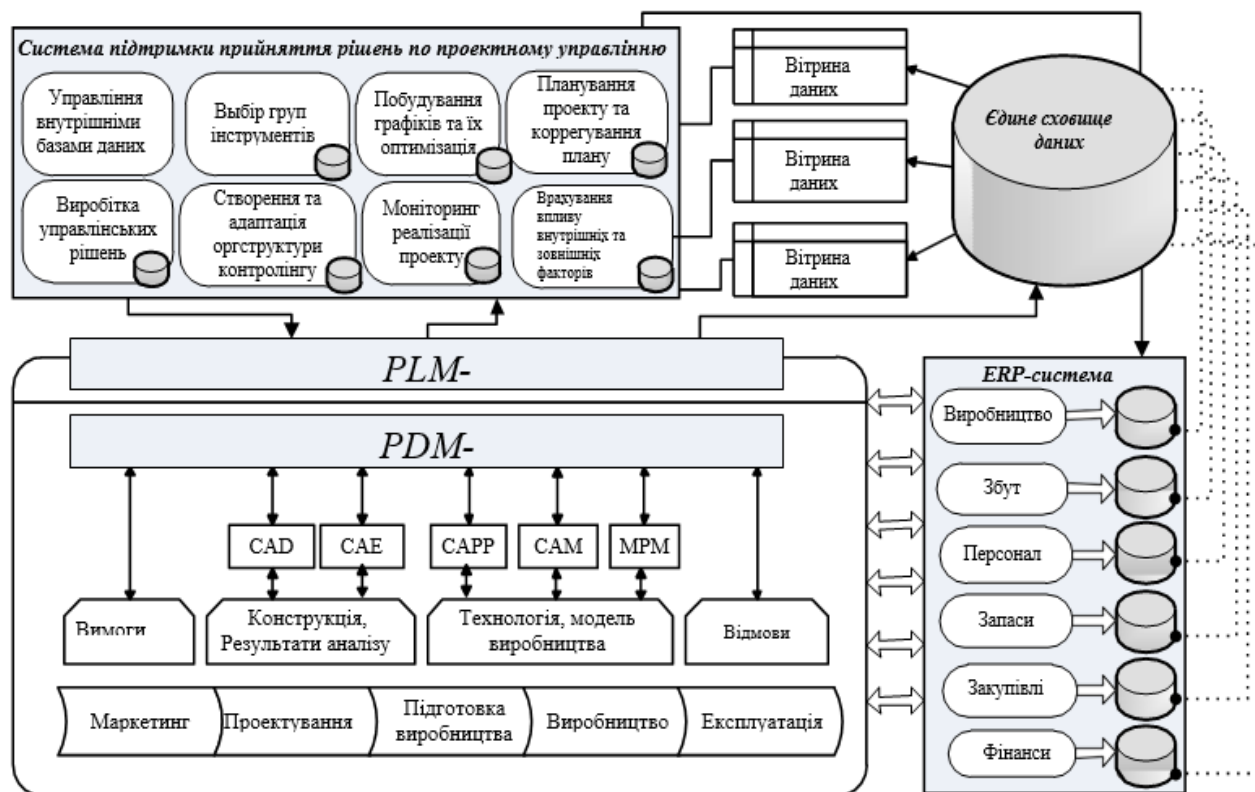 Система підтримки прийняття рішень по проектному управлінню
Управління
внутрішніми
базами даних
Выбір груп
інструментів
Побудування
графіків та їх
оптимізація
Планування
проекту та
коррегування
плану
Виробітка
управлінських
рішень
Створення та
адаптація
оргструктури
контролінгу
Моніторинг
реалізації
проекту
Врахування
впливу
внутрішніх та
зовнішніх
факторів
Вітрина
даних
Вітрина
даних
Вітрина
даних
Єдине сховище
даних
PLM-
PDM-
CAD
CAE
CAPP
CAM
MPM
Вимоги
Конструкція,
Результати аналізу
Технологія, модель
виробництва
Відмови
Маркетинг
Проектування
Підготовка
виробництва
Виробництво
Експлуатація
ERP-система
Виробництво
Збут
Персонал
Запаси
Закупівлі
Фінанси